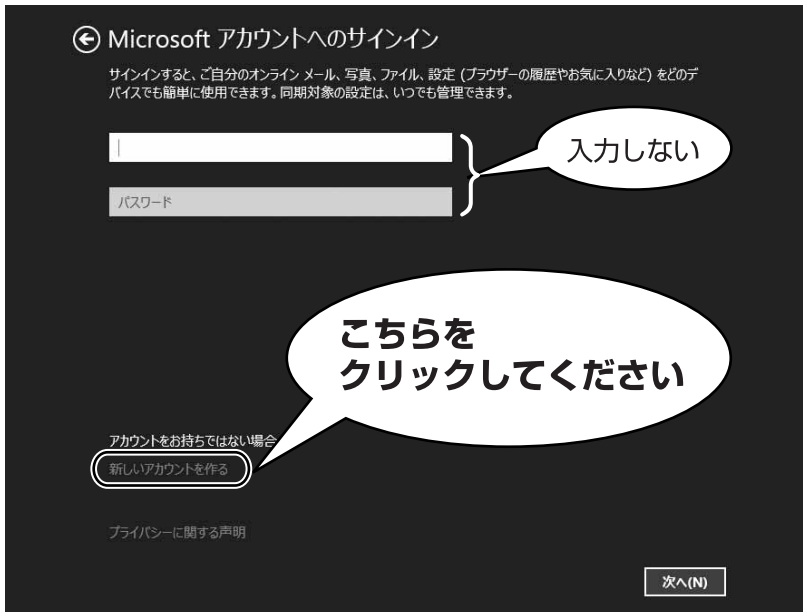 Microsoft アカウントへのサインイン
サインインすると、ご自分のオンライン メール、写真、ファイル、設定 (ブラウザーの履歴やお気に入りなど) をどのデ
バイスでも簡単に使用できます。同期対象の設定は、いつでも管理できます。
入力しない
パスワード
こちらを
クリックしてください
アカウントをお持ちではない場合
新しいアカウントを作る
プライバシーに関する声明
次へ(N)